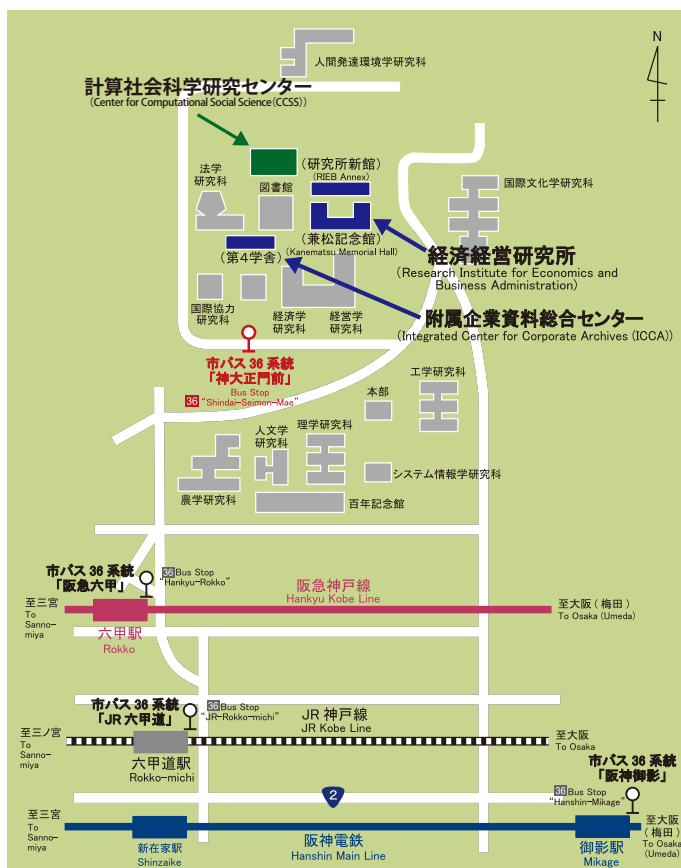 N
人間発達環境学研究科
計算社会科学研究センター
(Center for Computational Social Science(CCSS))
法学
研究科
図書館
(研究所新館)
(RIEB Annex)
国際文化学研究科
(兼松記念館)
(Kanematsu Memorial Hall)
(第4学舎)
経済経営研究所
(Research Institute for Economics and
Business Administration)
国際協力
研究科
経済学
研究科
経営学
研究科
附属企業資料総合センター
(Integrated Center for Corporate Archives (ICCA))
市バス36系統
「神大正門前」
Bus Stop
36 "Shindai-Seimon-Mae"
工学研究科
本部
人文学
研究科
理学研究科
農学研究科
システム情報学研究科
百年記念館
市バス36系統
「阪急六甲」
36 Bus Stop
"Hankyu-Rokko"
阪急神戸線
Hankyu Kobe Line
至三宮
To
Sanno-
miya
至大阪(梅田)
To Osaka (Umeda)
六甲駅
Rokko
市バス36系統
「JR六甲道」
36 Bus Stop
"JR-Rokko-michi"
JR神戸線
JR Kobe Line
至三ノ宮
To
Sanno-
miya
至大阪
To Osaka
六甲道駅
Rokko-michi
市バス36系統
「阪神御影」
36 Bus Stop
"Hanshin-Mikage"
2
至三宮
To
Sanno-
miya
新在家駅
Shinzaike
阪神電鉄
Hanshin Main Line
御影駅
Mikage
至大阪
(梅田)
To Osaka
(Umeda)